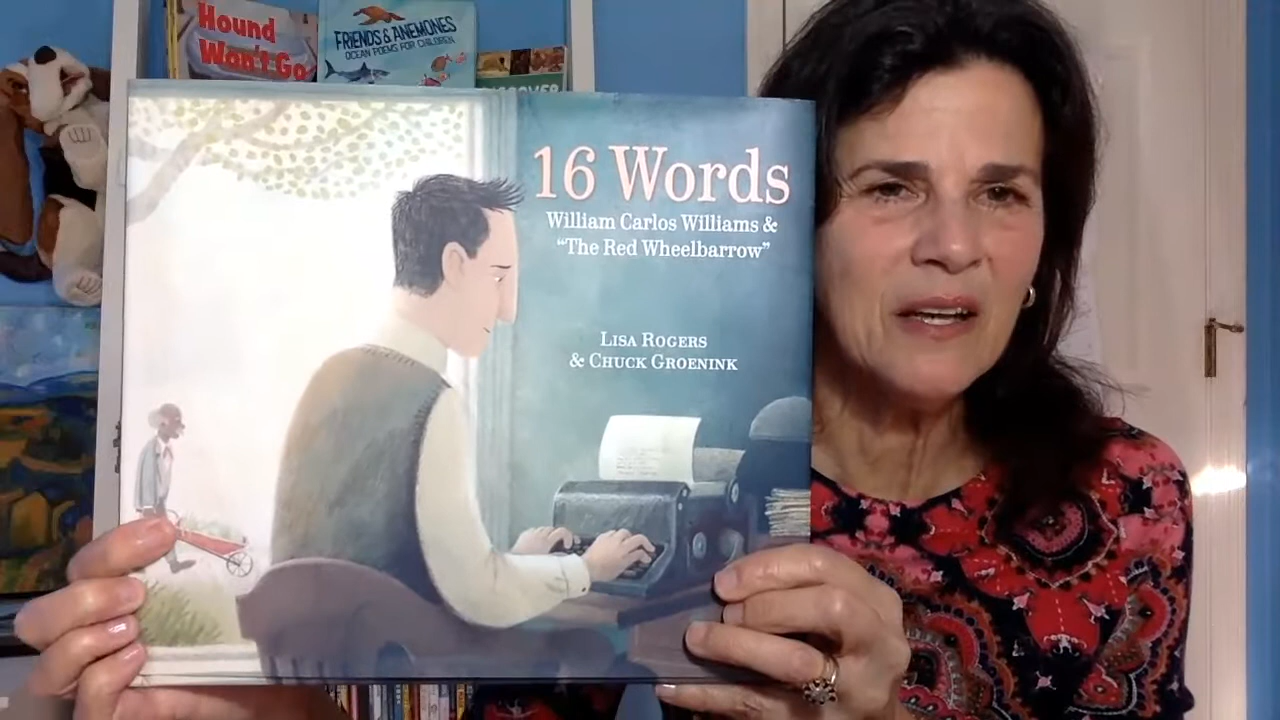 Hound
Won't Go
FRIENDS & ANEMONES
OCEAN POEMS FOR CHILDREN
16 Words
William Carlos Williams &
“The Red Wheelbarrow”
LISA ROGERS
& CHUCK GROENINK